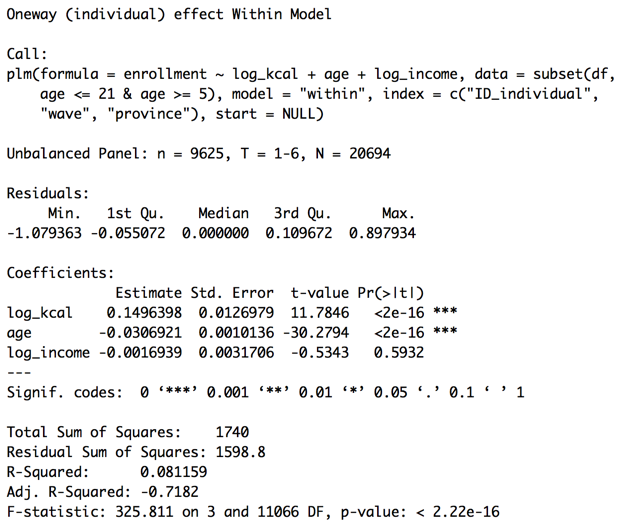 Oneway (individual) effect Within Model
Call:
plm(formula = enrollment ~ log_kcal + age + log_income, data = subset(df,
    age <= 21 & age >= 5), model = "within", index = c("ID_individual",
    "wave", "province"), start = NULL)
Unbalanced Panel: n = 9625, T = 1-6, N = 20694
Residuals:
     Min.   1st Qu.    Median   3rd Qu.      Max.
-1.079363 -0.055072  0.000000  0.109672  0.897934
Coefficients:
             Estimate Std. Error  t-value Pr(>|t|)
log_kcal    0.1496398  0.0126979  11.7846   <2e-16 ***
age        -0.0306921  0.0010136 -30.2794   <2e-16 ***
log_income -0.0016939  0.0031706  -0.5343   0.5932
---
Signif. codes:  0 ‘***’ 0.001 ‘**’ 0.01 ‘*’ 0.05 ‘.’ 0.1 ‘ ’ 1
Total Sum of Squares:    1740
Residual Sum of Squares: 1598.8
R-Squared:      0.081159
Adj. R-Squared: -0.7182
F-statistic: 325.811 on 3 and 11066 DF, p-value: < 2.22e-16